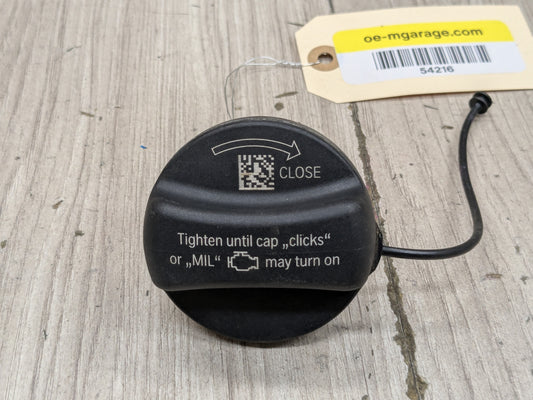 oe-mgarage.com
54216
CLOSE
Tighten until cap „clicks“
or „MIL“ may turn on